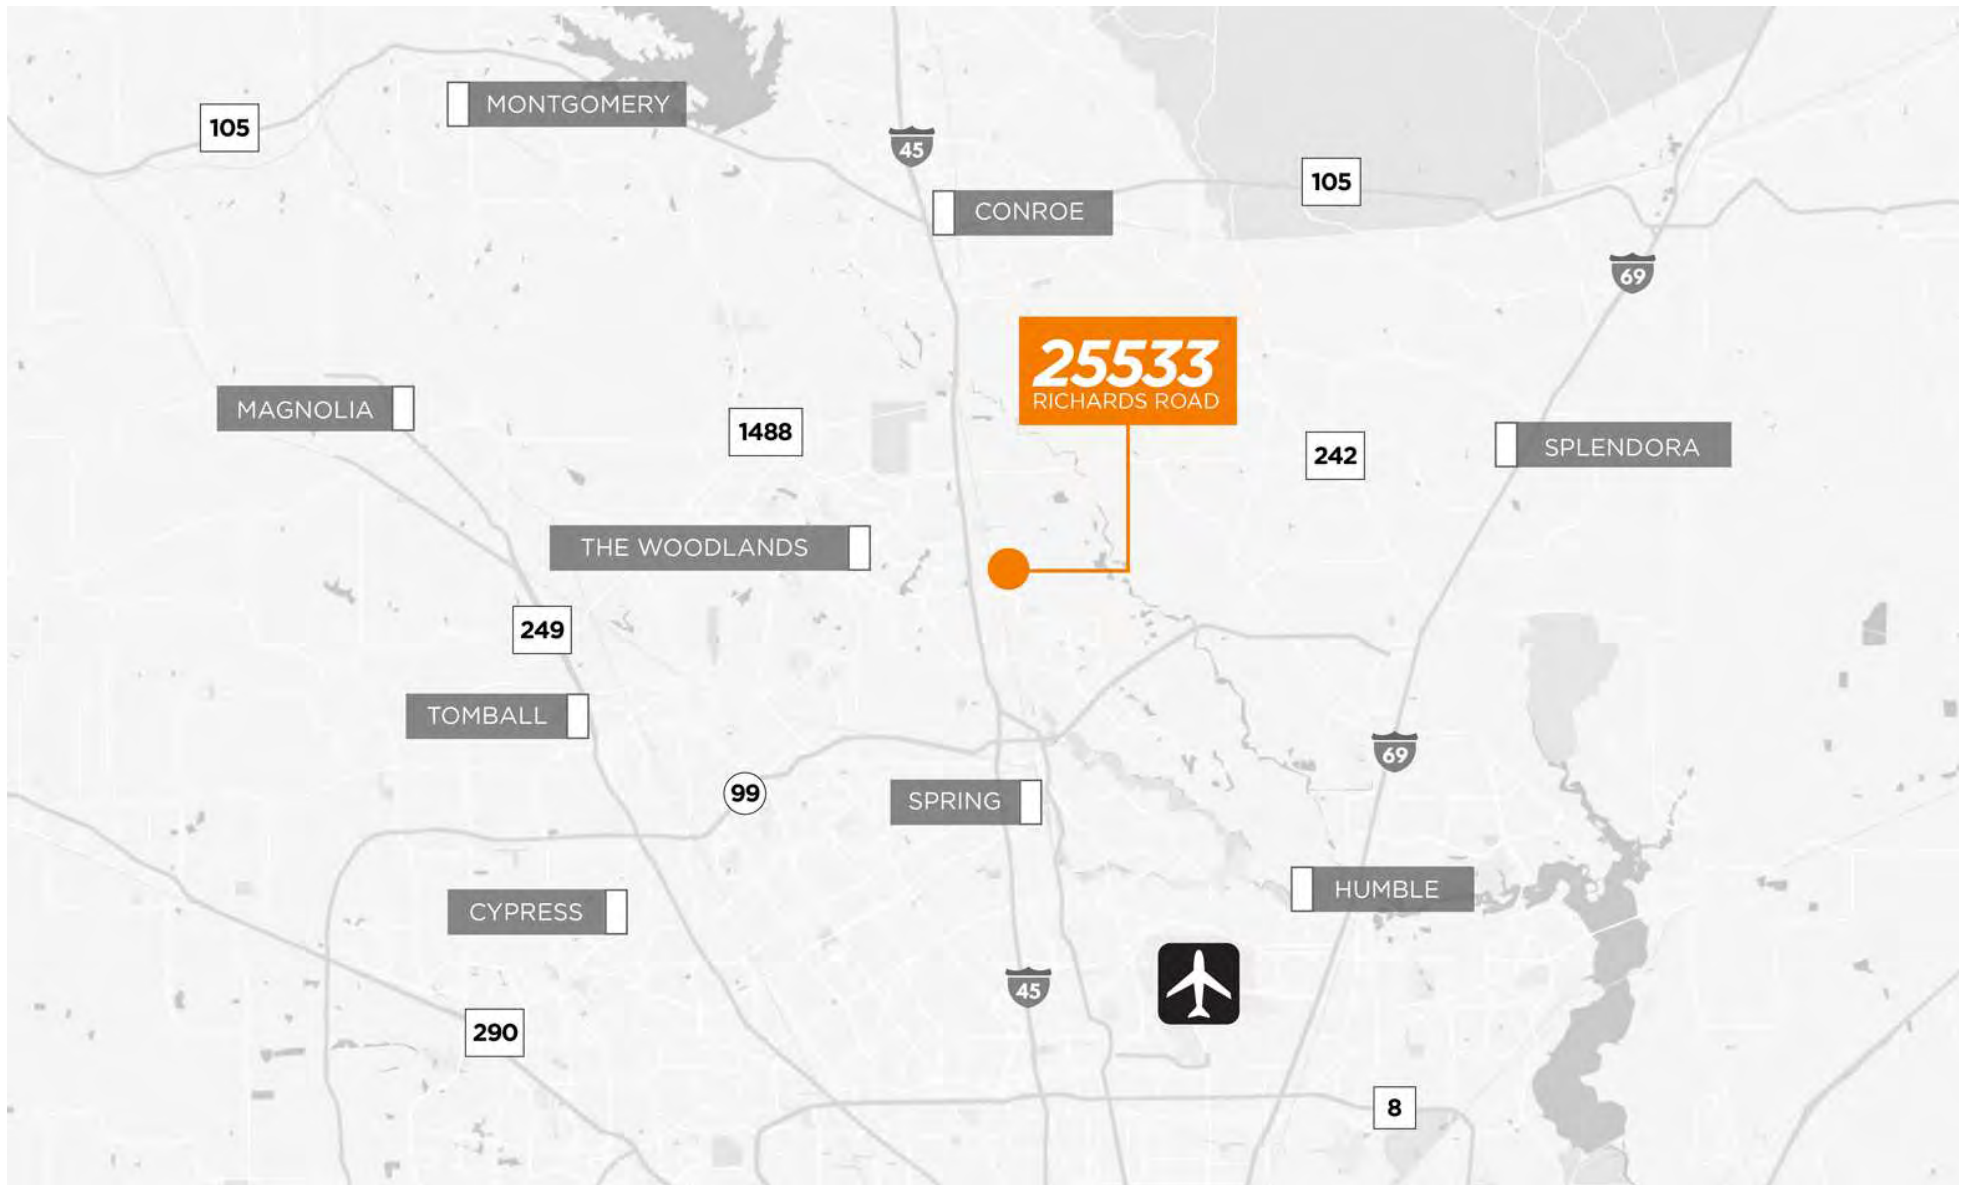 MONTGOMERY
105
45
105
CONROE
69
25533
RICHARDS ROAD
MAGNOLIA
1488
242
SPLENDORA
THE WOODLANDS
249
TOMBALL
69
99
SPRING
HUMBLE
CYPRESS
45
290
8